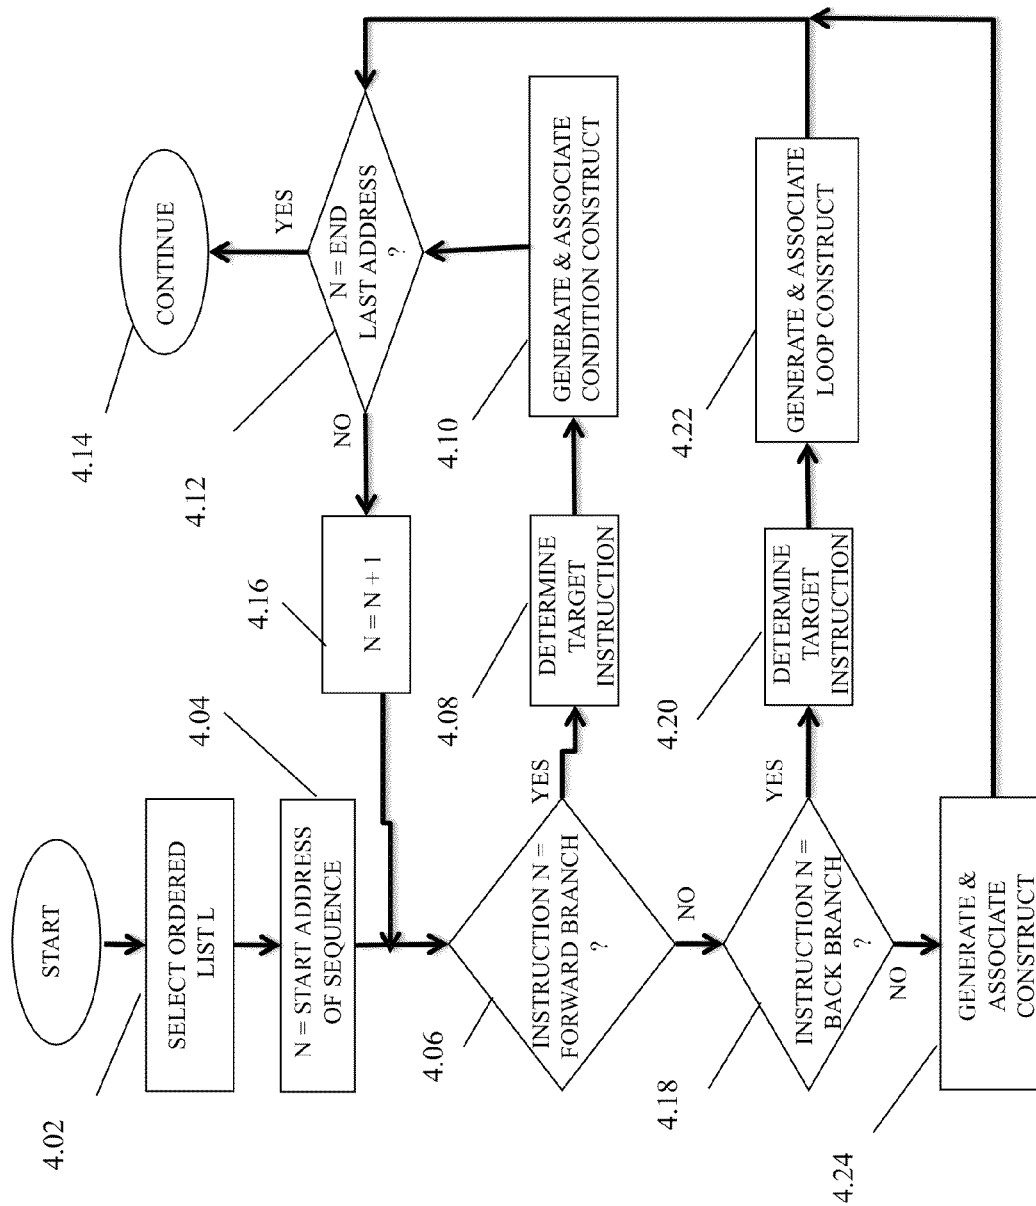 START
4.02
SELECT ORDERED
LIST L
4.04
N = START ADDRESS
OF SEQUENCE
4.06
INSTRUCTION N =
FORWARD BRANCH
?
YES
NO
4.08
DETERMINE
TARGET
INSTRUCTION
4.10
GENERATE & ASSOCIATE
CONDITION CONSTRUCT
4.12
N = END
LAST ADDRESS
?
YES
NO
4.14
CONTINUE
4.16
N = N + 1
4.18
INSTRUCTION N =
BACK BRANCH
?
YES
NO
4.20
DETERMINE
TARGET
INSTRUCTION
4.22
GENERATE & ASSOCIATE
LOOP CONSTRUCT
4.24
GENERATE &
ASSOCIATE
CONSTRUCT